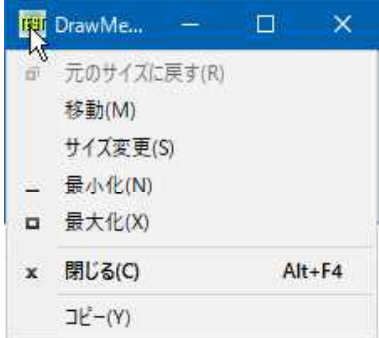 TEST DrawMe...
元のサイズに戻す(R)
移動(M)
サイズ変更(S)
最小化(N)
最大化(X)
閉じる(C) Alt+F4
コピー(Y)